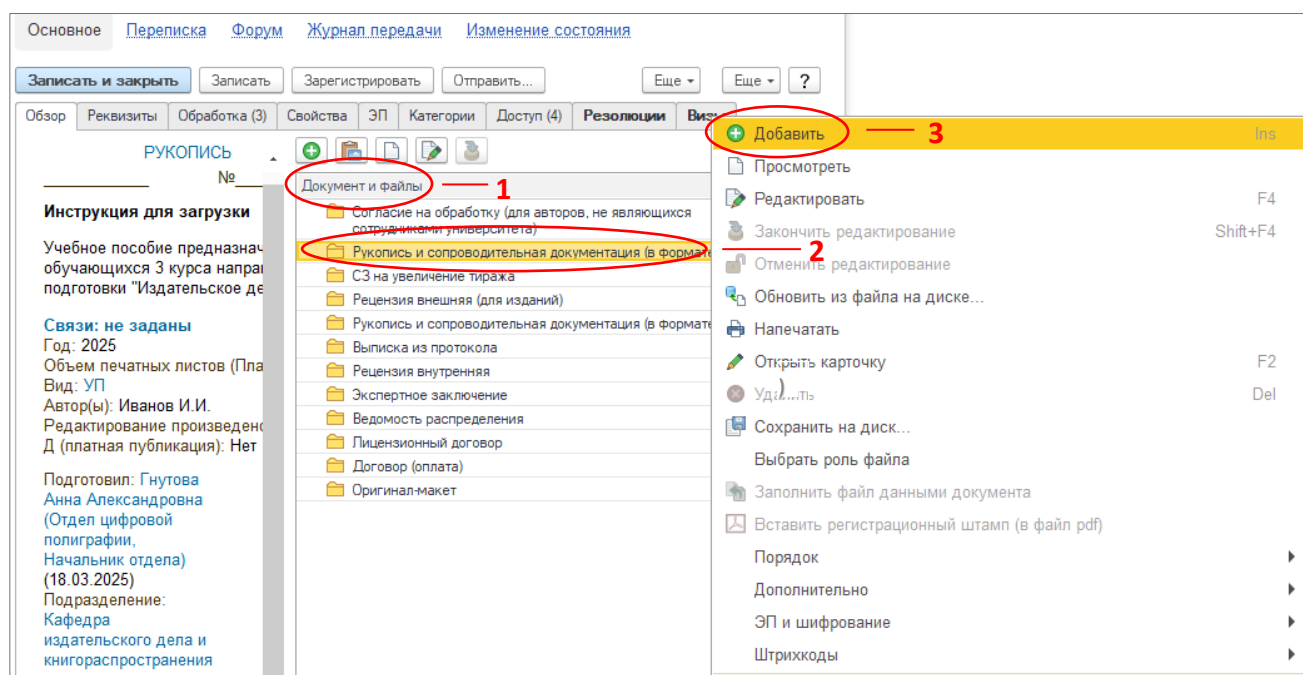 Основное Переписка Форум Журнал передачи Изменение состояния
Записать и закрыть Записать Зарегистрировать Отправить... Еще Еще ?
Обзор Реквизиты Обработка (3) Свойства ЭП Категории Доступ (4) Резолюции
РУКОПИСЬ
№
Инструкция для загрузки
Учебное пособие
обучающихся 3 курса
подготовки "Издательское
Связи: не заданы
Год: 2025
Объем печатных листов
Вид: УП
Автор(ы): Иванов И.И.
Редактирование
Д (платная публикация): Нет
Подготовил: Гнутова
Анна Александровна
(Отдел цифровой
полиграфии,
Начальник отдела)
(18.03.2025)
Подразделение:
Кафедра
издательского дела и
книгораспространения
Документ и файлы 1
Согласие на обработку (для авторов, не являющихся
сотрудниками университета)
Рукопись и сопроводительная документация (в 2
СЗ на увеличение тиража
Рецензия внешняя (для изданий)
Рукопись и сопроводительная документация (в
Выписка из протокола
Рецензия внутренняя
Экспертное заключение
Ведомость распределения
Лицензионный договор
Договор (оплата)
Оригинал-макет
Добавить 3 Ins
Просмотреть
Редактировать F4
Закончить редактирование Shift+F4
Отменить редактирование
Обновить из файла на диске...
Напечатать
Открыть карточку F2
) Del
Сохранить на диск...
Выбрать роль файла
Заполнить файл данными документа
Вставить регистрационный штамп (в файл pdf)
Порядок
Дополнительно
ЭП и шифрование
Штрихкоды